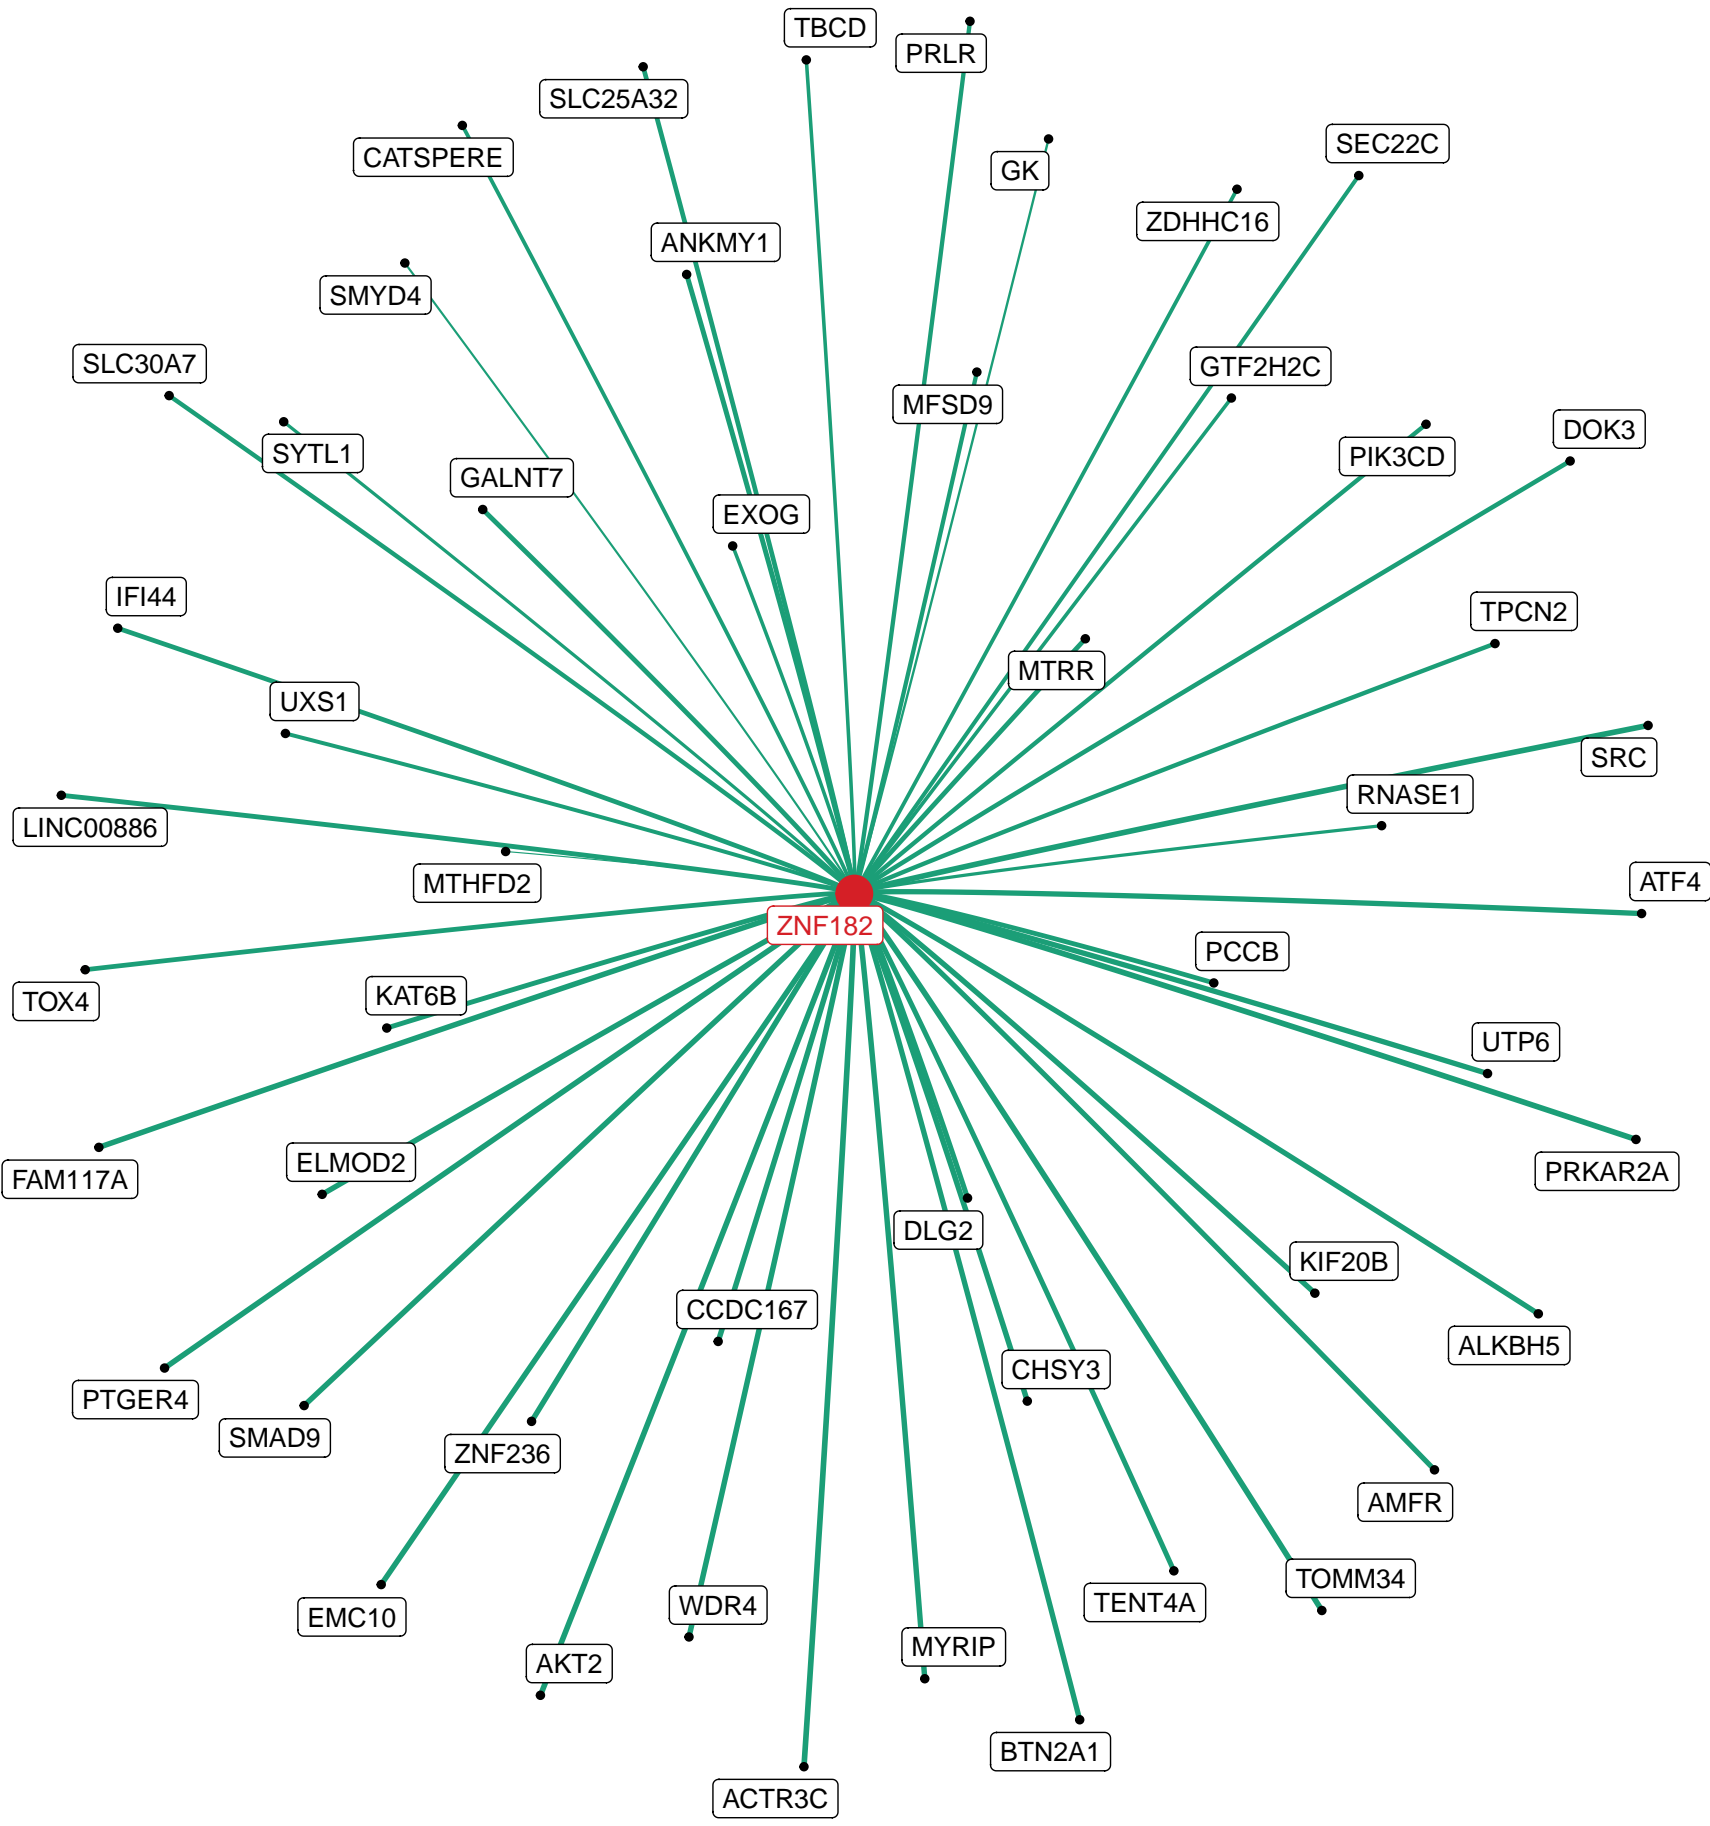 TBCD
PRLR
SLC25A32
SEC22C
CATSPERE
GK
ZDHHC16
ANKMY1
SMYD4
SLC30A7
GTF2H2C
MFSD9
DOK3
SYTL1
PIK3CD
GALNT7
EXOG
IFI44
TPCN2
MTRR
UXS1
SRC
RNASE1
LINC00886
MTHFD2
ATF4
ZNF182
PCCB
KAT6B
TOX4
UTP6
ELMOD2
PRKAR2A
FAM117A
DLG2
KIF20B
CCDC167
ALKBH5
CHSY3
PTGER4
SMAD9
ZNF236
AMFR
TOMM34
TENT4A
WDR4
EMC10
MYRIP
AKT2
BTN2A1
ACTR3C